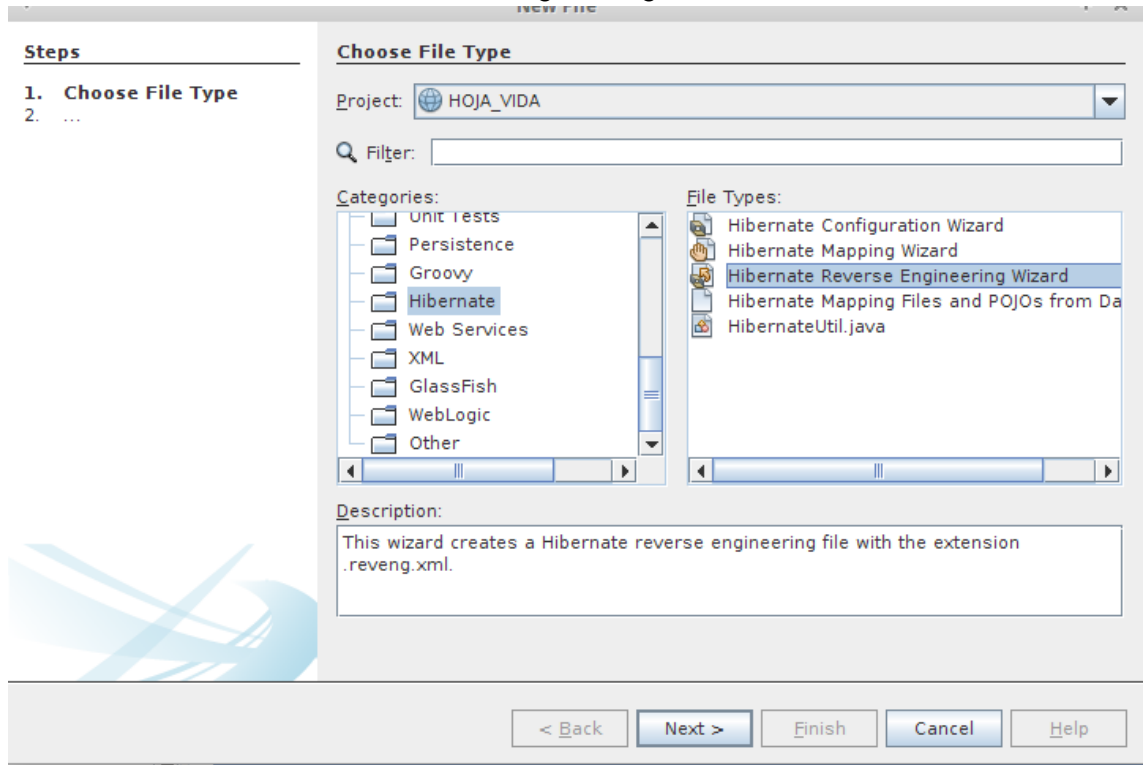 New File
Steps
1. Choose File Type
2. ...
Choose File Type
Project: HOJA_VIDA
Filter:
Categories:
Unit Tests
Persistence
Groovy
Hibernate
Web Services
XML
GlassFish
WebLogic
Other
File Types:
Hibernate Configuration Wizard
Hibernate Mapping Wizard
Hibernate Reverse Engineering Wizard
Hibernate Mapping Files and POJOs from Da
HibernateUtil.java
Description:
This wizard creates a Hibernate reverse engineering file with the extension
.reveng.xml.
< Back
Next >
Finish
Cancel
Help